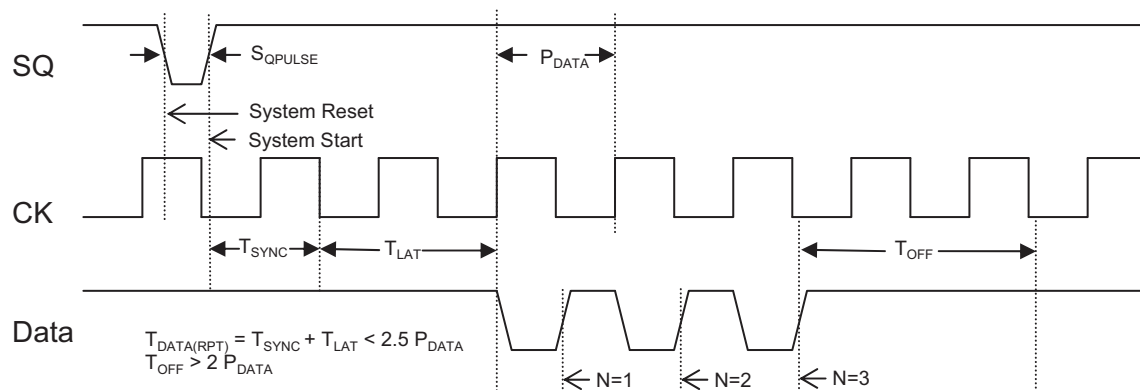 SQ
S_QPULSE
P_DATA
System Reset
System Start
CK
T_SYNC
T_LAT
T_OFF
Data
T_DATA(RPT) = T_SYNC + T_LAT < 2.5 P_DATA
T_OFF > 2 P_DATA
N=1
N=2
N=3